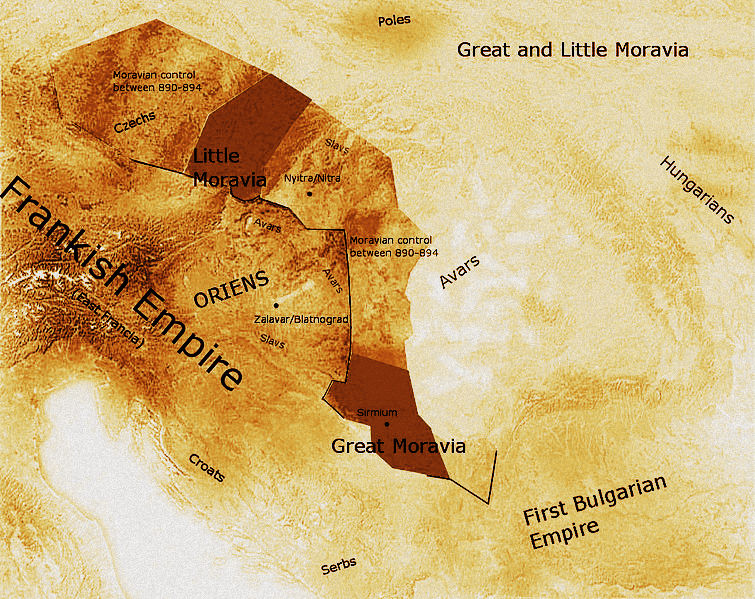 Poles
Great and Little Moravia
Moravian control
between 890-894
Czechs
Slavs
Little
Moravia
Nyitra/Nitra
Hungarians
Frankish Empire
(East Francia)
Avars
Moravian control
between 890-894
Avars
Avars
ORIENS
Zalavar/Blatnograd
Slavs
Sirmium
Great Moravia
Croats
First Bulgarian
Empire
Serbs